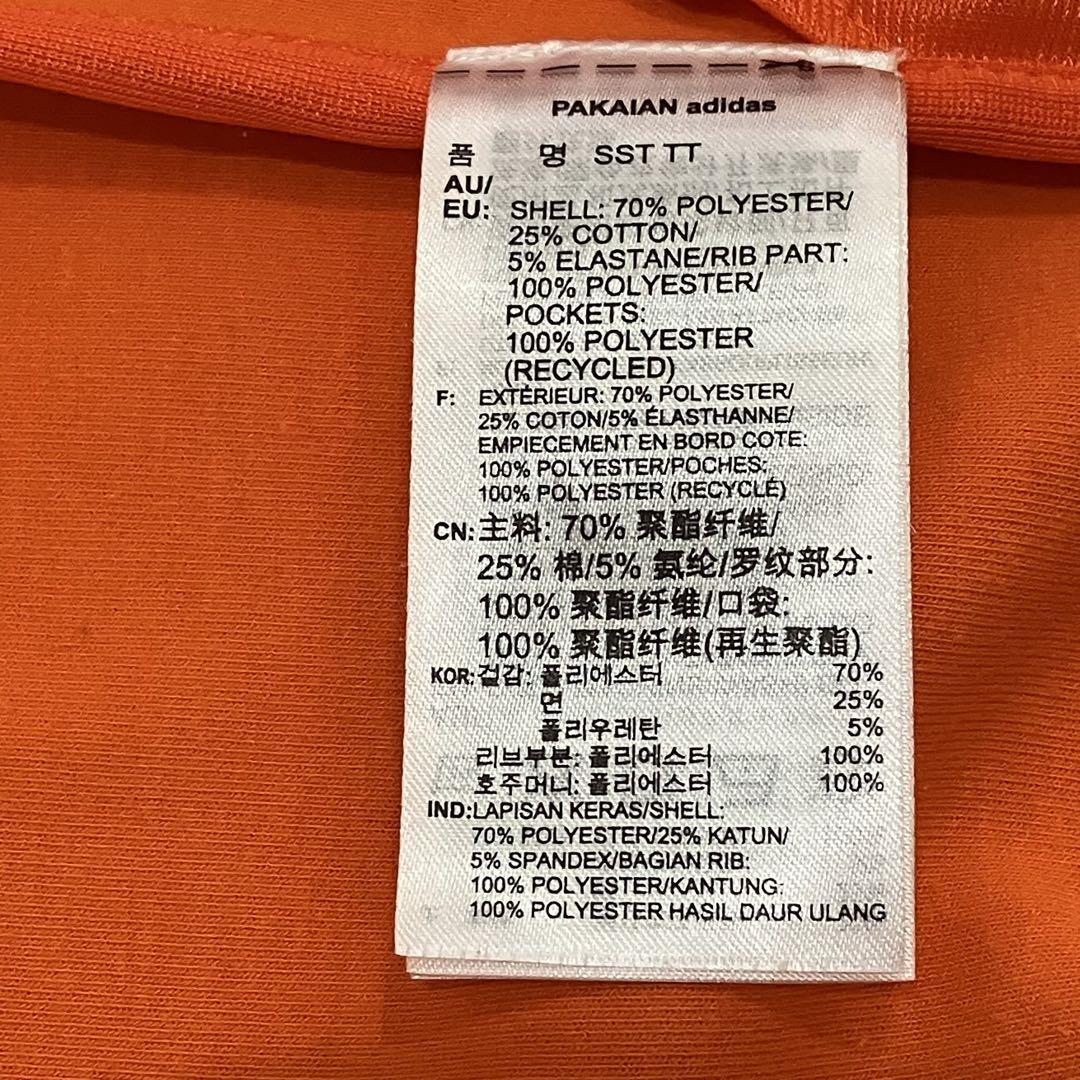 PAKAIAN adidas
품 명 SST TT
AU/
EU: SHELL: 70% POLYESTER/
25% COTTON/
5% ELASTANE/RIB PART:
100% POLYESTER/
POCKETS:
100% POLYESTER
(RECYCLED)
F: EXTÉRIEUR: 70% POLYESTER/
25% COTON/5% ÉLASTHANNE/
EMPIECEMENT EN BORD COTE:
100% POLYESTER/POCHES:
100% POLYESTER (RECYCLÉ)
CN: 主料: 70% 聚酯纤维/
25% 棉/5% 氨纶/罗纹部分:
100% 聚酯纤维/口袋:
100% 聚酯纤维(再生聚酯)
KOR: 겉감: 폴리에스터 70%
면 25%
폴리우레탄 5%
리브부분: 폴리에스터 100%
호주머니: 폴리에스터 100%
IND: LAPISAN KERAS/SHELL:
70% POLYESTER/25% KATUN/
5% SPANDEX/BAGIAN RIB:
100% POLYESTER/KANTUNG:
100% POLYESTER HASIL DAUR ULANG